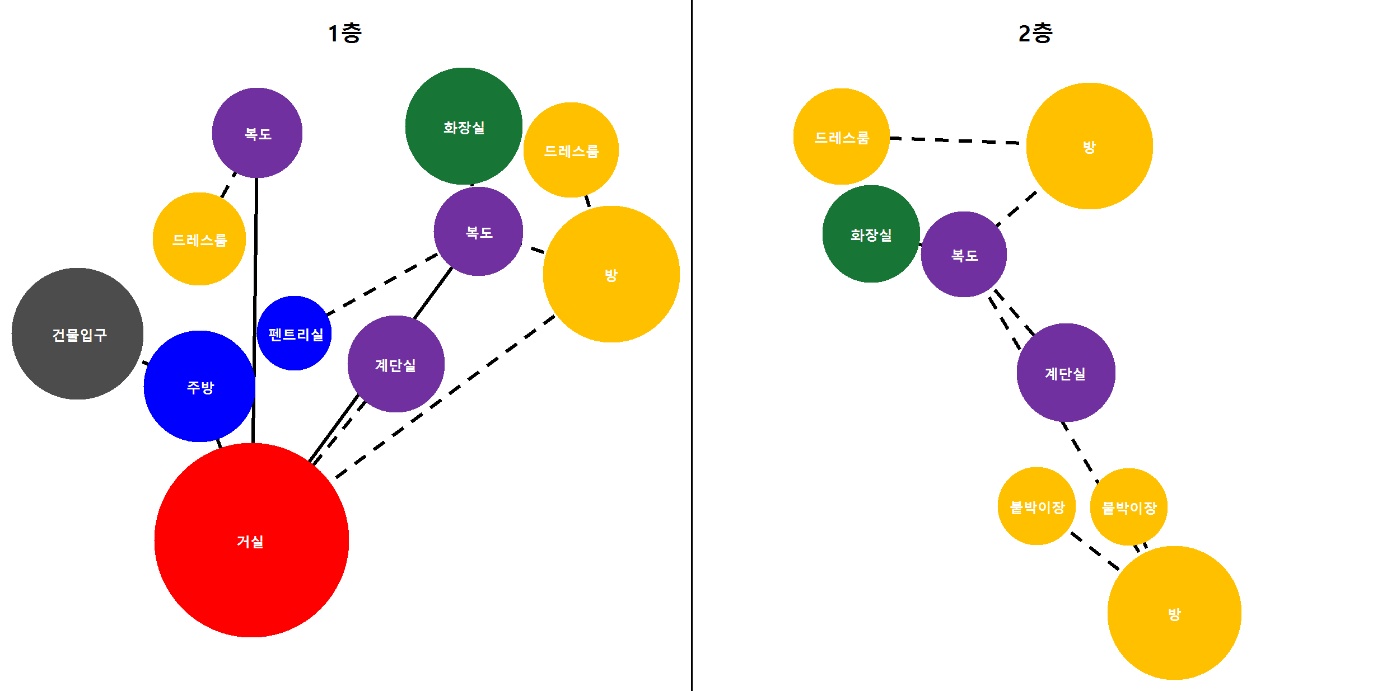 1층
화장실
복도
드레스룸
복도
드레스룸
방
건물입구
펜트리실
계단실
주방
거실
2층
드레스룸
방
화장실
복도
계단실
붙박이장
붙박이장
방